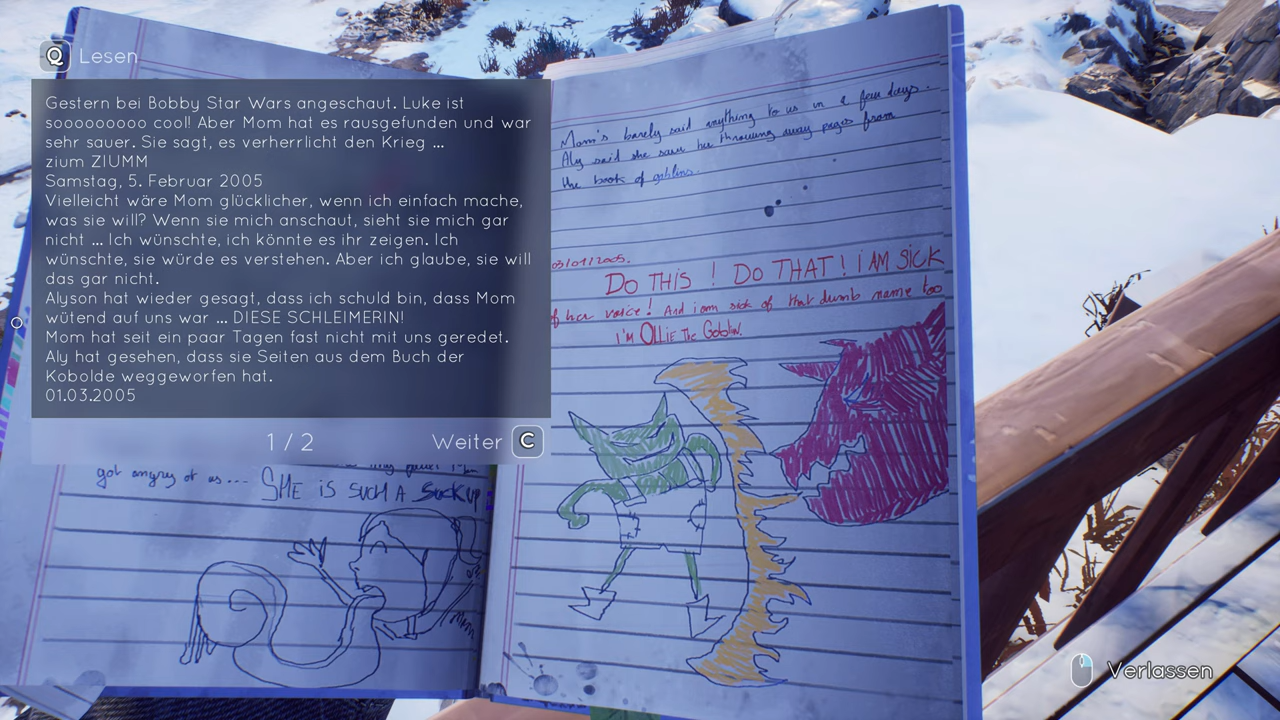 Q Lesen
Gestern bei Bobby Star Wars angeschaut. Luke ist
sooooooooo cool! Aber Mom hat es rausgefunden und war
sehr sauer. Sie sagt, es verherrlicht den Krieg ...
zium ZIUMM
Samstag, 5. Februar 2005
Vielleicht wäre Mom glücklicher, wenn ich einfach mache,
was sie will? Wenn sie mich anschaut, sieht sie mich gar
nicht ... Ich wünschte, ich könnte es ihr zeigen. Ich
wünschte, sie würde es verstehen. Aber ich glaube, sie will
das gar nicht.
Alyson hat wieder gesagt, dass ich schuld bin, dass Mom
wütend auf uns war ... DIESE SCHLEIMERIN!
Mom hat seit ein paar Tagen fast nicht mit uns geredet.
Aly hat gesehen, dass sie Seiten aus dem Buch der
Kobolde weggeworfen hat.
01.03.2005
1 / 2
Weiter C
got angry at us... SHE IS SUCH A SUCKUP
Mom's barely said anything to us in a few days.
Aly said she saw her throwing away pages from
the book of goblins.
DO THIS! DO THAT! I AM SICK
of her voice! And i am sick of that dumb name too
I'M OLLIE The Goblin.
Verlassen